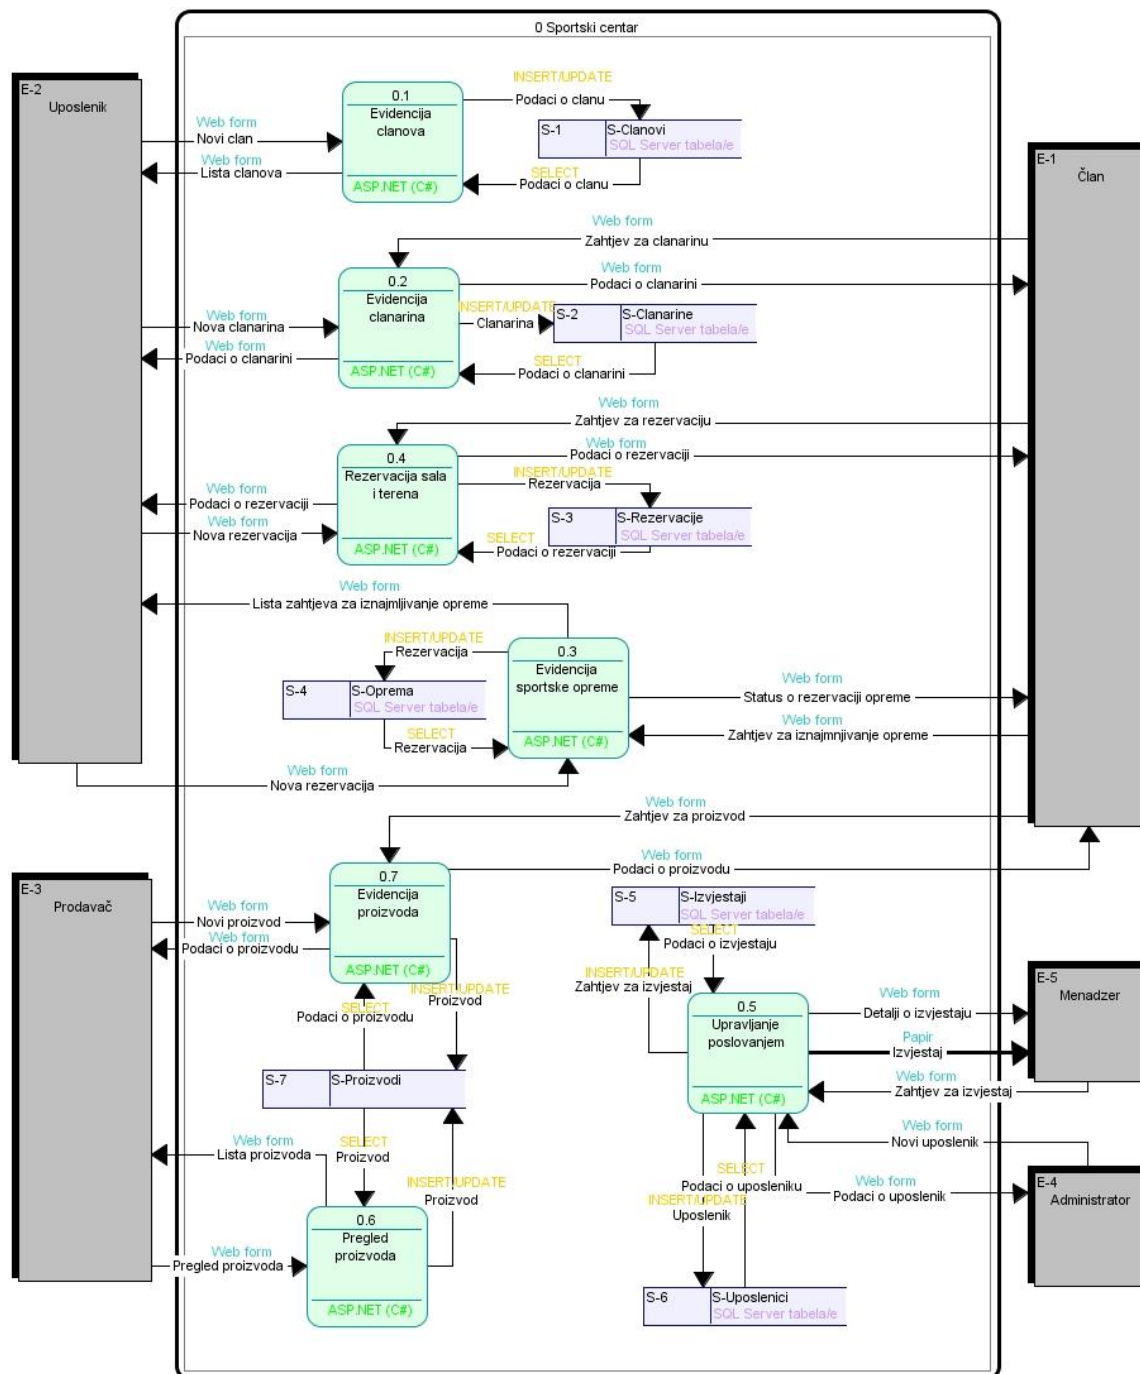 0 Sportski centar
E-2
Uposlenik
Web form
Novi clan
Web form
Lista clanova
0.1
Evidencija
clanova
ASP.NET (C#)
INSERT/UPDATE
Podaci o clanu
S-1
S-Clanovi
SQL Server tabela/e
SELECT
Podaci o clanu
E-1
Član
Web form
Zahtjev za clanarinu
Web form
Podaci o clanarini
0.2
Evidencija
clanarina
ASP.NET (C#)
INSERT/UPDATE
Clanarina
S-2
S-Clanarine
SQL Server tabela/e
SELECT
Podaci o clanarini
Web form
Nova clanarina
Web form
Podaci o clanarini
Web form
Zahtjev za rezervaciju
Web form
Podaci o rezervaciji
0.4
Rezervacija sala
i terena
ASP.NET (C#)
INSERT/UPDATE
Rezervacija
S-3
S-Rezervacije
SQL Server tabela/e
SELECT
Podaci o rezervaciji
Web form
Podaci o rezervaciji
Web form
Nova rezervacija
Web form
Lista zahtjeva za iznajmljivanje opreme
INSERT/UPDATE
Rezervacija
0.3
Evidencija
sportske opreme
ASP.NET (C#)
S-4
S-Oprema
SQL Server tabela/e
SELECT
Rezervacija
Web form
Status o rezervaciji opreme
Web form
Zahtjev za iznajmnjivanje opreme
Web form
Nova rezervacija
Web form
Zahtjev za proizvod
Web form
Podaci o proizvodu
E-3
Prodavač
0.7
Evidencija
proizvoda
ASP.NET (C#)
Web form
Novi proizvod
Web form
Podaci o proizvodu
INSERT/UPDATE
Proizvod
SELECT
Podaci o proizvodu
S-7
S-Proizvodi
Web form
Lista proizvoda
SELECT
Proizvod
INSERT/UPDATE
Proizvod
0.6
Pregled
proizvoda
ASP.NET (C#)
Web form
Pregled proizvoda
S-5
S-Izvjestaji
SQL Server tabela/e
SELECT
Podaci o izvjestaju
INSERT/UPDATE
Zahtjev za izvjestaj
0.5
Upravljanje
poslovanjem
ASP.NET (C#)
E-5
Menadzer
Web form
Detalji o izvjestaju
Papir
Izvjestaj
Web form
Zahtjev za izvjestaj
Web form
Novi uposlenik
E-4
Administrator
Web form
Podaci o uposlenik
SELECT
Podaci o uposleniku
INSERT/UPDATE
Uposlenik
S-6
S-Uposlenici
SQL Server tabela/e